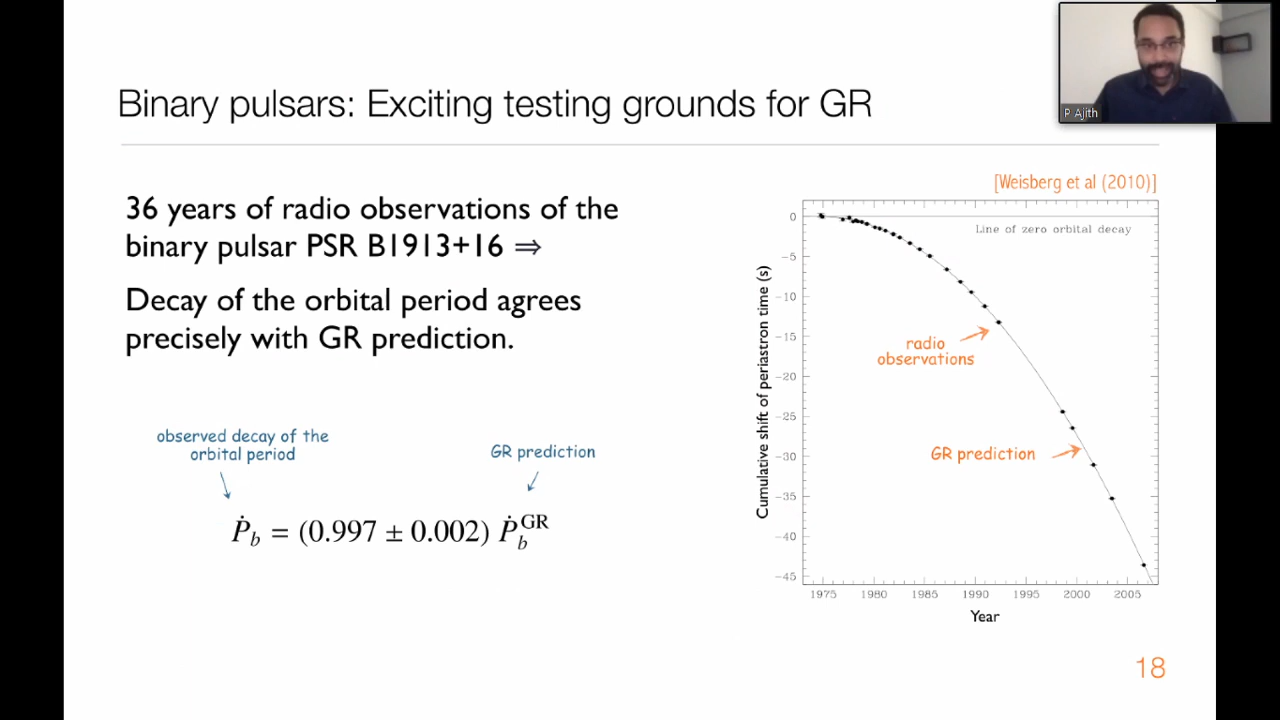 Binary pulsars: Exciting testing grounds for GR
P Ajith
36 years of radio observations of the
binary pulsar PSR B1913+16 ⇒
Decay of the orbital period agrees
precisely with GR prediction.
observed decay of the
orbital period
GR prediction
Ṗ_b = (0.997 ± 0.002) Ṗ_b^GR
[Weisberg et al (2010)]
Line of zero orbital decay
Cumulative shift of periastron time (s)
0
−5
−10
−15
−20
−25
−30
−35
−40
−45
radio
observations
GR prediction
1975 1980 1985 1990 1995 2000 2005
Year
18